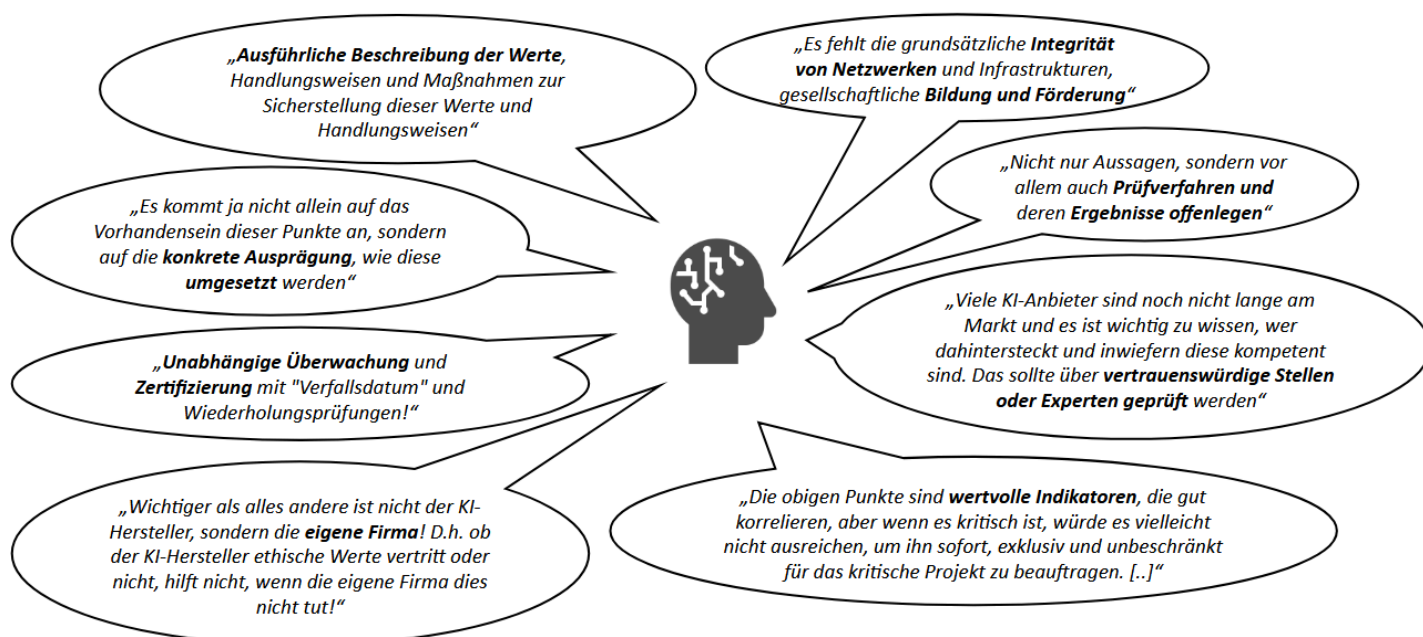 „Ausführliche Beschreibung der Werte,
Handlungsweisen und Maßnahmen zur
Sicherstellung dieser Werte und
Handlungsweisen“
„Es fehlt die grundsätzliche Integrität
von Netzwerken und Infrastrukturen,
gesellschaftliche Bildung und Förderung“
„Es kommt ja nicht allein auf das
Vorhandensein dieser Punkte an, sondern
auf die konkrete Ausprägung, wie diese
umgesetzt werden“
„Nicht nur Aussagen, sondern vor
allem auch Prüfverfahren und
deren Ergebnisse offenlegen“
„Unabhängige Überwachung und
Zertifizierung mit "Verfallsdatum" und
Wiederholungsprüfungen!“
„Viele KI-Anbieter sind noch nicht lange am
Markt und es ist wichtig zu wissen, wer
dahintersteckt und inwiefern diese kompetent
sind. Das sollte über vertrauenswürdige Stellen
oder Experten geprüft werden“
„Wichtiger als alles andere ist nicht der KI-
Hersteller, sondern die eigene Firma! D.h. ob
der KI-Hersteller ethische Werte vertritt oder
nicht, hilft nicht, wenn die eigene Firma dies
nicht tut!“
„Die obigen Punkte sind wertvolle Indikatoren, die gut
korrelieren, aber wenn es kritisch ist, würde es vielleicht
nicht ausreichen, um ihn sofort, exklusiv und unbeschränkt
für das kritische Projekt zu beauftragen. [..]“